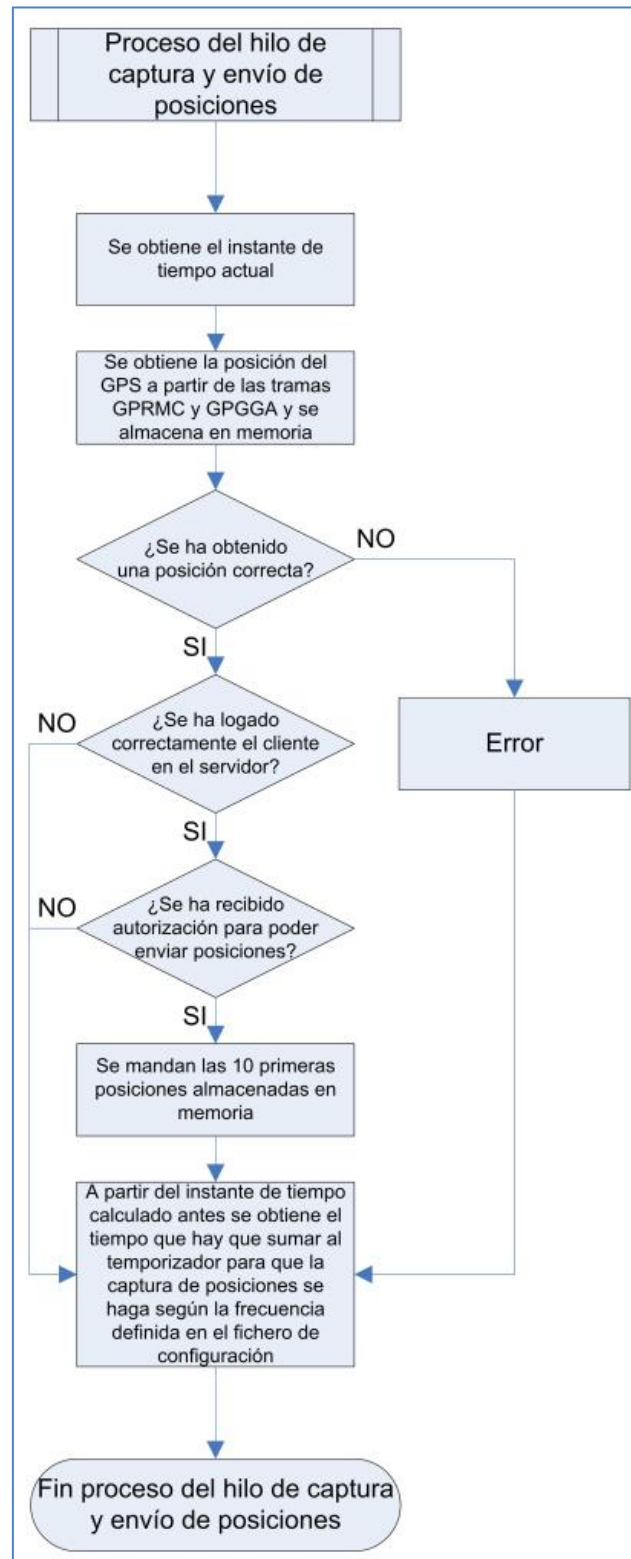 Proceso del hilo de
captura y envío de
posiciones
Se obtiene el instante de
tiempo actual
Se obtiene la posición del
GPS a partir de las tramas
GPRMC y GPGGA y se
almacena en memoria
¿Se ha obtenido
una posición correcta?
NO
SI
NO
¿Se ha logado
correctamente el cliente
en el servidor?
Error
SI
NO
¿Se ha recibido
autorización para poder
enviar posiciones?
SI
Se mandan las 10 primeras
posiciones almacenadas en
memoria
A partir del instante de tiempo
calculado antes se obtiene el
tiempo que hay que sumar al
temporizador para que la
captura de posiciones se
haga según la frecuencia
definida en el fichero de
configuración
Fin proceso del hilo de captura
y envío de posiciones